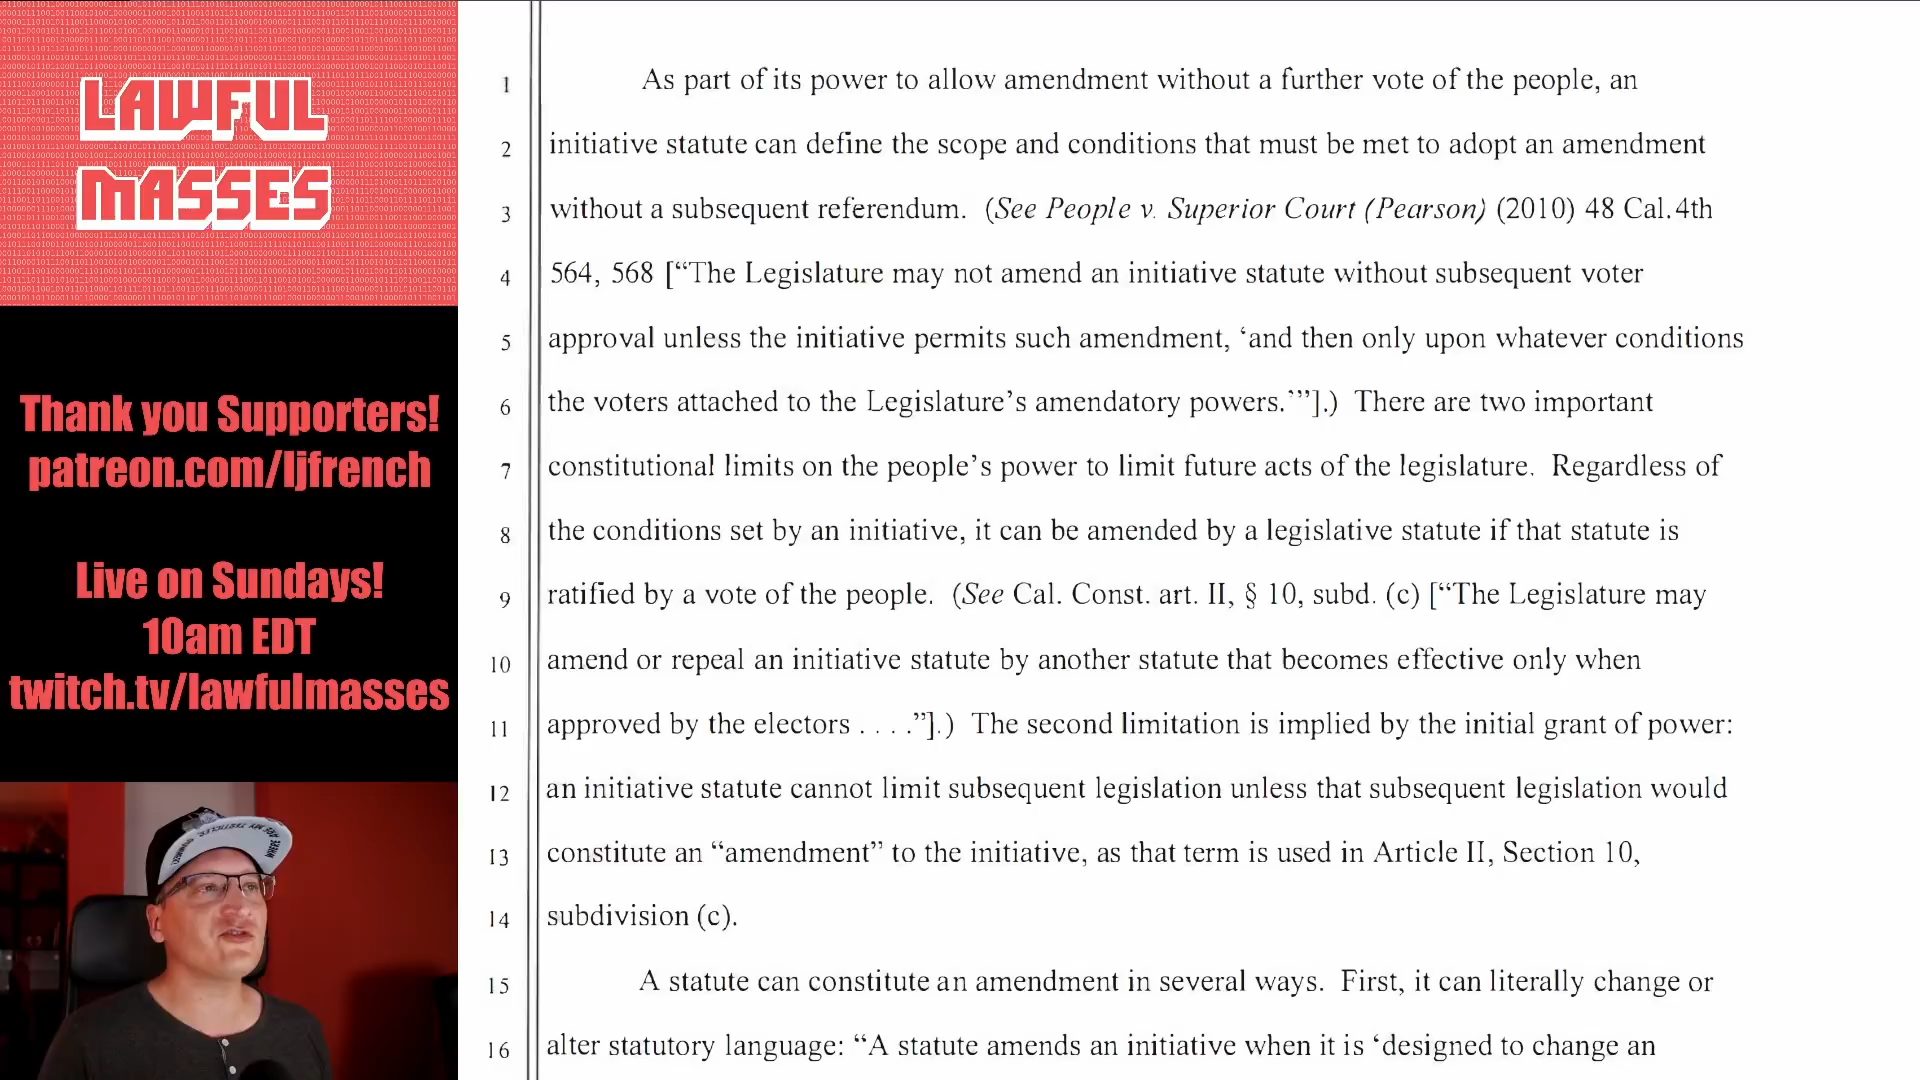 LAWFUL
MASSES
Thank you Supporters!
patreon.com/ljfrench
Live on Sundays!
10am EDT
twitch.tv/lawfulmasses
1 As part of its power to allow amendment without a further vote of the people, an
2 initiative statute can define the scope and conditions that must be met to adopt an amendment
3 without a subsequent referendum. (See People v. Superior Court (Pearson) (2010) 48 Cal.4th
4 564, 568 [“The Legislature may not amend an initiative statute without subsequent voter
5 approval unless the initiative permits such amendment, ‘and then only upon whatever conditions
6 the voters attached to the Legislature’s amendatory powers.’”].) There are two important
7 constitutional limits on the people’s power to limit future acts of the legislature. Regardless of
8 the conditions set by an initiative, it can be amended by a legislative statute if that statute is
9 ratified by a vote of the people. (See Cal. Const. art. II, § 10, subd. (c) [“The Legislature may
10 amend or repeal an initiative statute by another statute that becomes effective only when
11 approved by the electors . . . .”].) The second limitation is implied by the initial grant of power:
12 an initiative statute cannot limit subsequent legislation unless that subsequent legislation would
13 constitute an “amendment” to the initiative, as that term is used in Article II, Section 10,
14 subdivision (c).
15 A statute can constitute an amendment in several ways. First, it can literally change or
16 alter statutory language: “A statute amends an initiative when it is ‘designed to change an